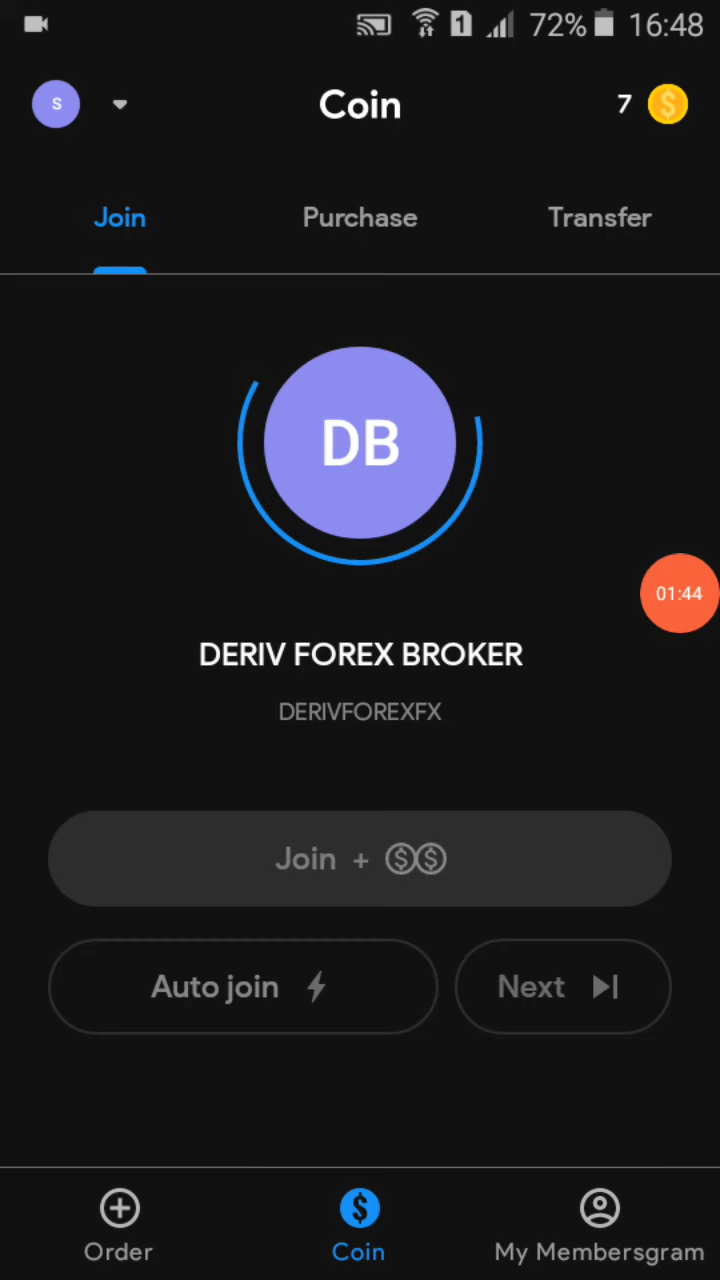 1 72% 16:48
S Coin 7
Join Purchase Transfer
DB
01:44
DERIV FOREX BROKER
DERIVFOREXFX
Join +
Auto join Next
Order Coin My Membersgram